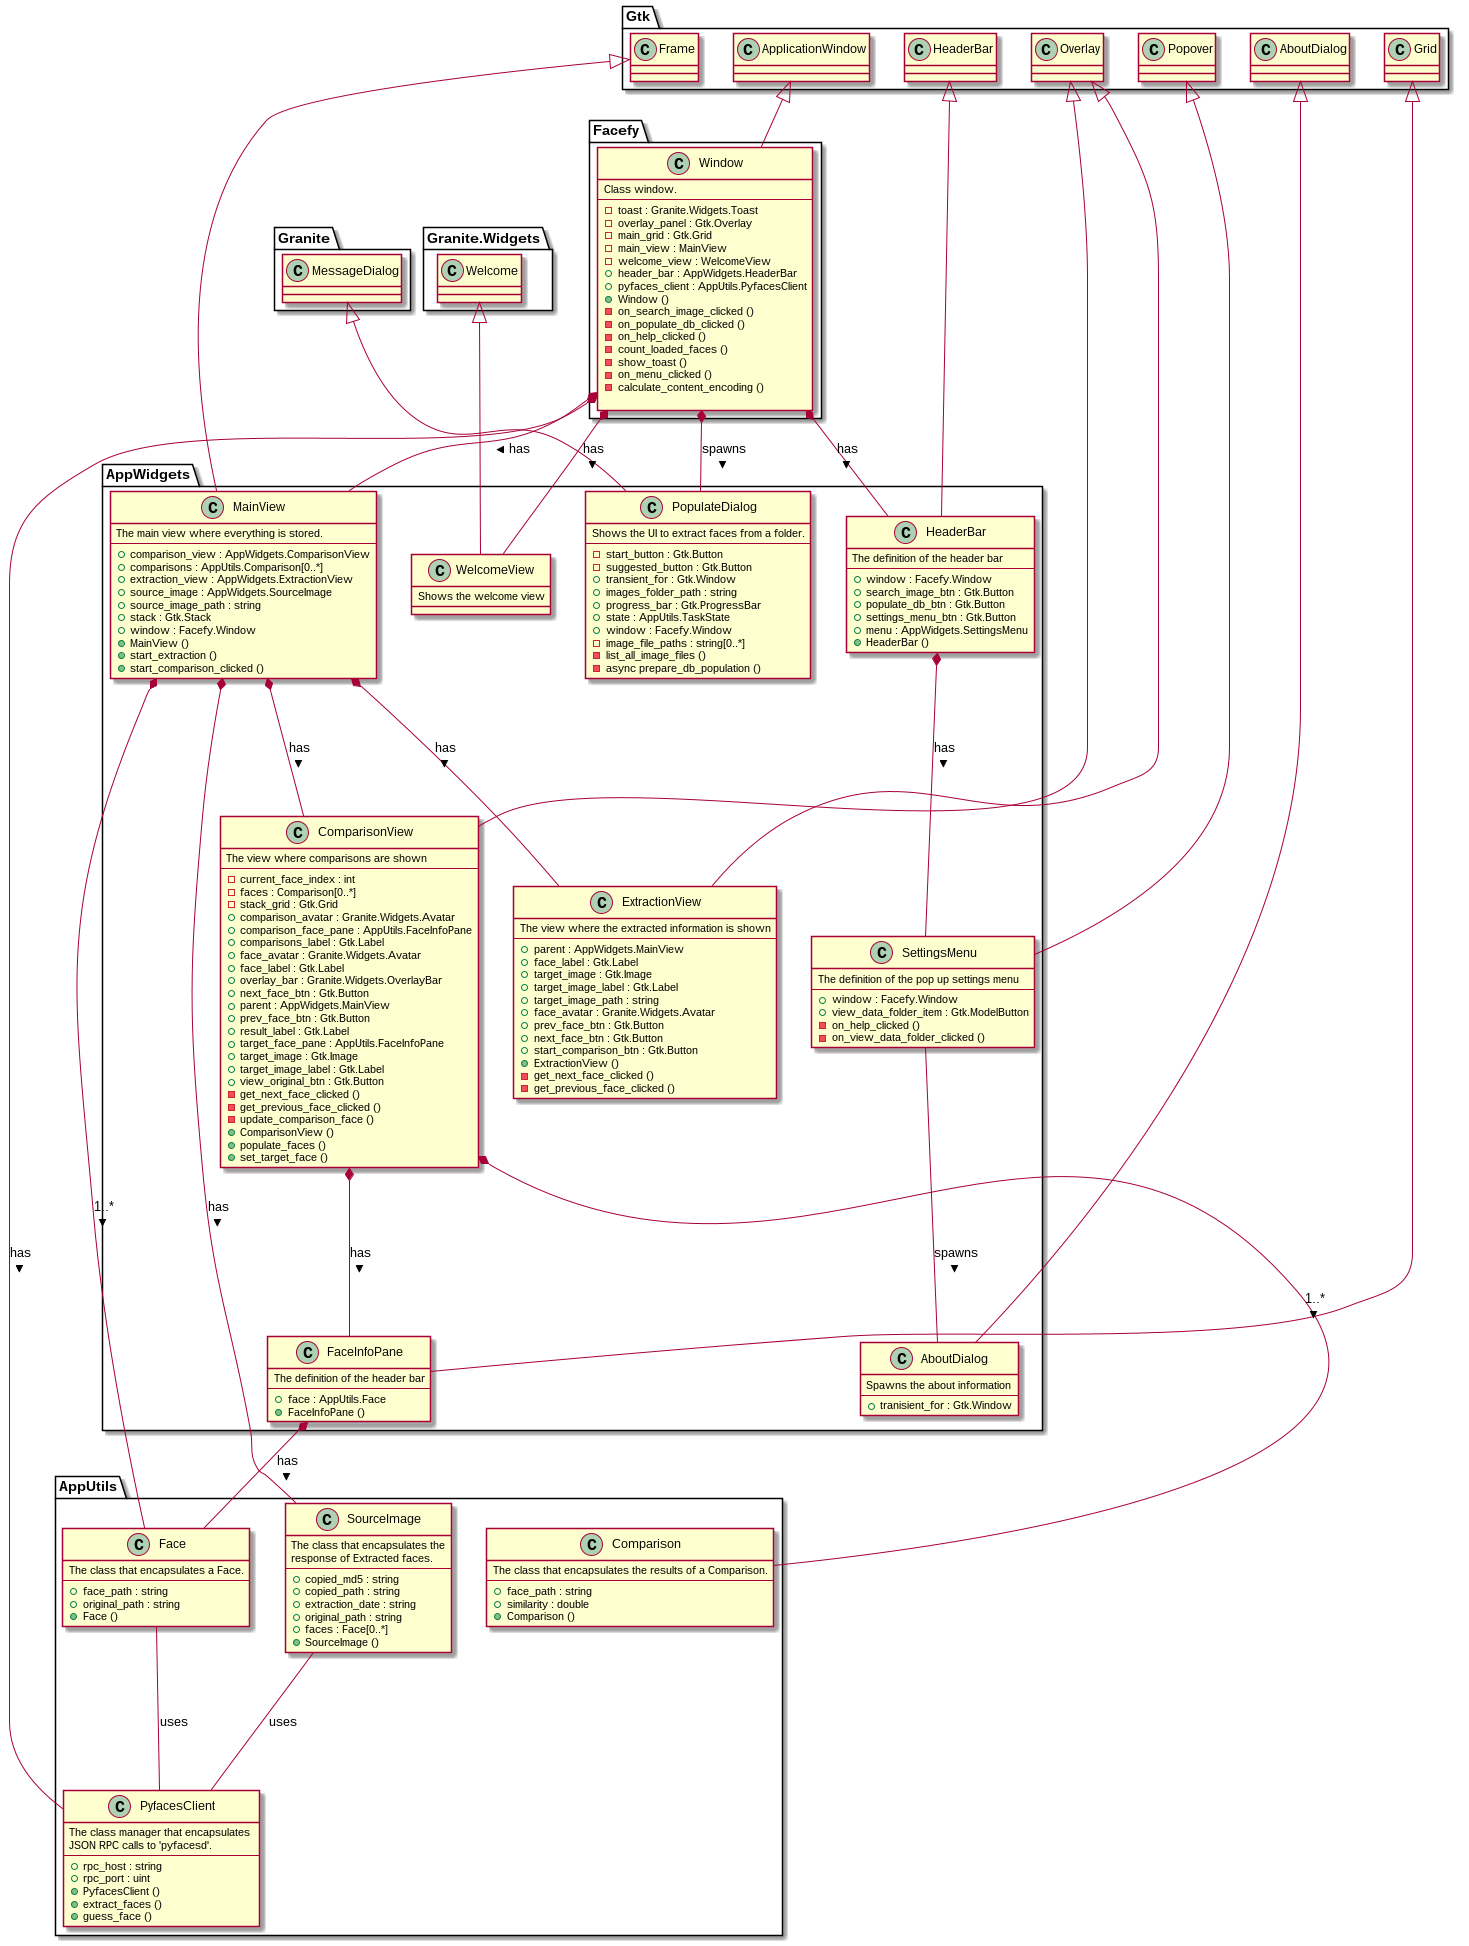 Gtk
Frame
ApplicationWindow
HeaderBar
Overlay
Popover
AboutDialog
Grid
Facefy
Window
Class window.
toast : Granite.Widgets.Toast
overlay_panel : Gtk.Overlay
main_grid : Gtk.Grid
main_view : MainView
welcome_view : WelcomeView
header_bar : AppWidgets.HeaderBar
pyfaces_client : AppUtils.PyfacesClient
Window ()
on_search_image_clicked ()
on_populate_db_clicked ()
on_help_clicked ()
count_loaded_faces ()
show_toast ()
on_menu_clicked ()
calculate_content_encoding ()
Granite
MessageDialog
Granite.Widgets
Welcome
has
has
spawns
has
AppWidgets
MainView
The main view where everything is stored.
comparison_view : AppWidgets.ComparisonView
comparisons : AppUtils.Comparison[0..*]
extraction_view : AppWidgets.ExtractionView
source_image : AppWidgets.SourceImage
source_image_path : string
stack : Gtk.Stack
window : Facefy.Window
MainView ()
start_extraction ()
start_comparison_clicked ()
WelcomeView
Shows the welcome view
PopulateDialog
Shows the UI to extract faces from a folder.
start_button : Gtk.Button
suggested_button : Gtk.Button
transient_for : Gtk.Window
images_folder_path : string
progress_bar : Gtk.ProgressBar
state : AppUtils.TaskState
window : Facefy.Window
image_file_paths : string[0..*]
list_all_image_files ()
async prepare_db_population ()
HeaderBar
The definition of the header bar
window : Facefy.Window
search_image_btn : Gtk.Button
populate_db_btn : Gtk.Button
settings_menu_btn : Gtk.Button
menu : AppWidgets.SettingsMenu
HeaderBar ()
has
has
has
ComparisonView
The view where comparisons are shown
current_face_index : int
faces : Comparison[0..*]
stack_grid : Gtk.Grid
comparison_avatar : Granite.Widgets.Avatar
comparison_face_pane : AppUtils.FaceInfoPane
comparisons_label : Gtk.Label
face_avatar : Granite.Widgets.Avatar
face_label : Gtk.Label
overlay_bar : Granite.Widgets.OverlayBar
next_face_btn : Gtk.Button
parent : AppWidgets.MainView
prev_face_btn : Gtk.Button
result_label : Gtk.Label
target_face_pane : AppUtils.FaceInfoPane
target_image : Gtk.Image
target_image_label : Gtk.Label
view_original_btn : Gtk.Button
get_next_face_clicked ()
get_previous_face_clicked ()
update_comparison_face ()
ComparisonView ()
populate_faces ()
set_target_face ()
ExtractionView
The view where the extracted information is shown
parent : AppWidgets.MainView
face_label : Gtk.Label
target_image : Gtk.Image
target_image_label : Gtk.Label
target_image_path : string
face_avatar : Granite.Widgets.Avatar
prev_face_btn : Gtk.Button
next_face_btn : Gtk.Button
start_comparison_btn : Gtk.Button
ExtractionView ()
get_next_face_clicked ()
get_previous_face_clicked ()
SettingsMenu
The definition of the pop up settings menu
window : Facefy.Window
view_data_folder_item : Gtk.ModelButton
on_help_clicked ()
on_view_data_folder_clicked ()
1..*
has
has
has
spawns
1..*
FaceInfoPane
The definition of the header bar
face : AppUtils.Face
FaceInfoPane ()
AboutDialog
Spawns the about information
tranisient_for : Gtk.Window
has
AppUtils
Face
The class that encapsulates a Face.
face_path : string
original_path : string
Face ()
SourceImage
The class that encapsulates the
response of Extracted faces.
copied_md5 : string
copied_path : string
extraction_date : string
original_path : string
faces : Face[0..*]
SourceImage ()
Comparison
The class that encapsulates the results of a Comparison.
face_path : string
similarity : double
Comparison ()
uses
uses
PyfacesClient
The class manager that encapsulates
JSON RPC calls to 'pyfacesd'.
rpc_host : string
rpc_port : uint
PyfacesClient ()
extract_faces ()
guess_face ()